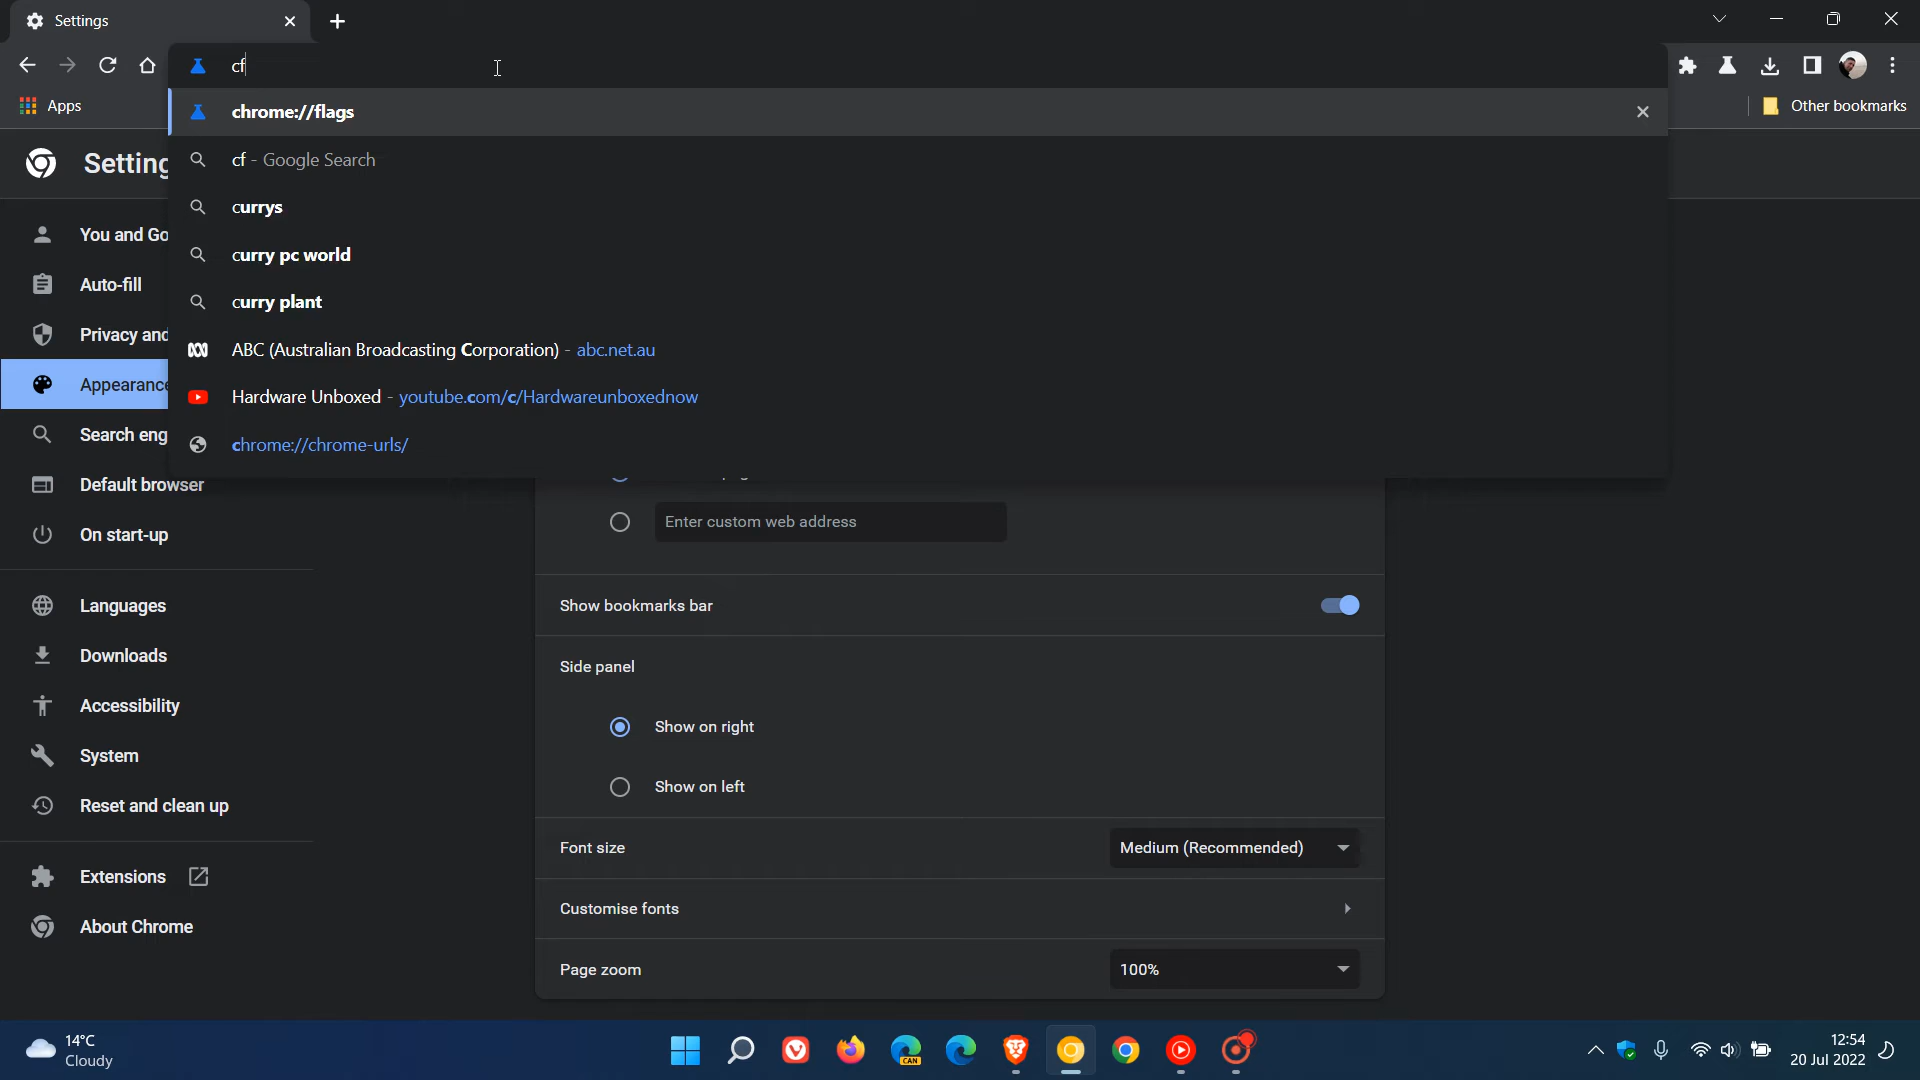 Settings
cf
Apps
Other bookmarks
chrome://flags
cf - Google Search
currys
curry pc world
curry plant
ABC (Australian Broadcasting Corporation) - abc.net.au
Hardware Unboxed - youtube.com/c/Hardwareunboxednow
chrome://chrome-urls/
Setting
You and Go
Auto-fill
Privacy and
Appearance
Search eng
Default browser
On start-up
Languages
Downloads
Accessibility
System
Reset and clean up
Extensions
About Chrome
Enter custom web address
Show bookmarks bar
Side panel
Show on right
Show on left
Font size
Medium (Recommended)
Customise fonts
Page zoom
100%
14°C
Cloudy
CAN
12:54
20 Jul 2022